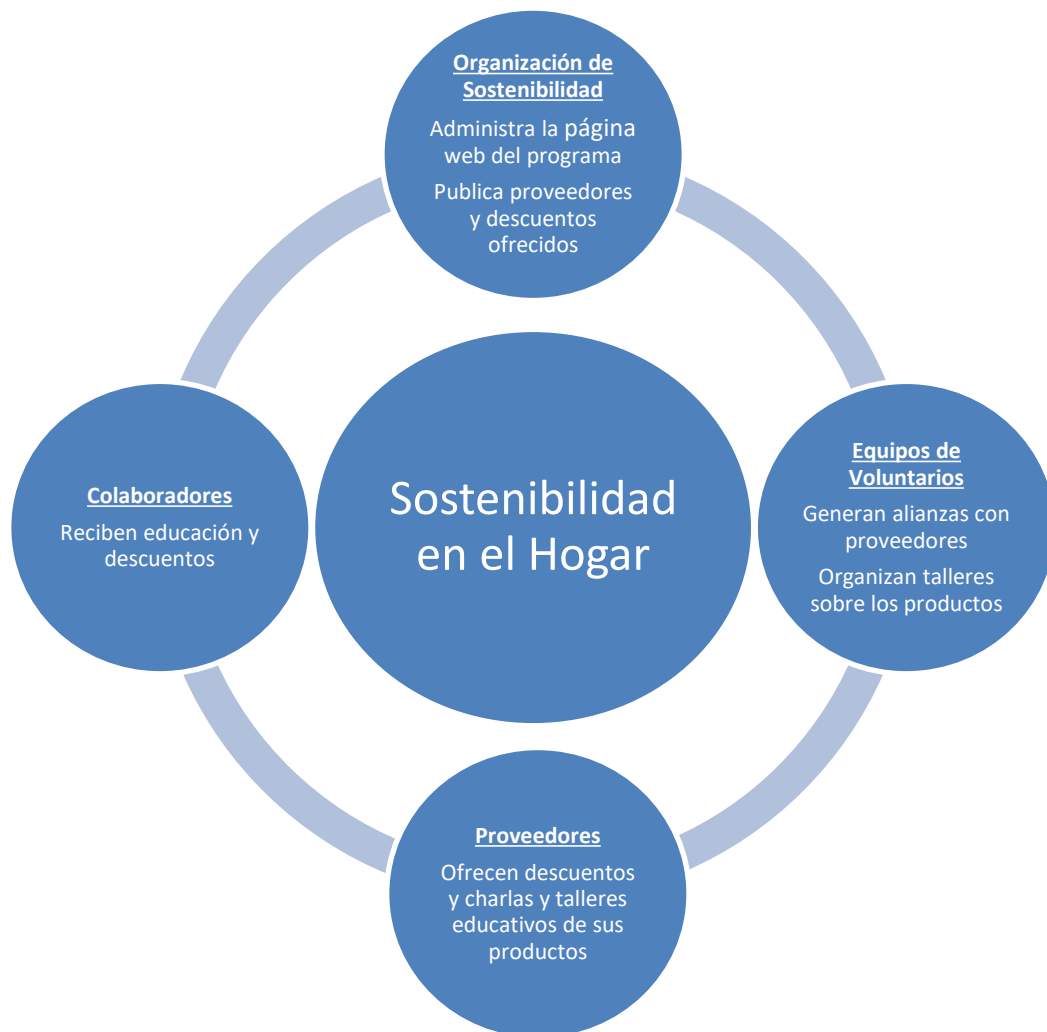 Organización de
Sostenibilidad
Administra la página
web del programa
Publica proveedores
y descuentos
ofrecidos
Colaboradores
Reciben educación y
descuentos
Sostenibilidad
en el Hogar
Equipos de
Voluntarios
Generan alianzas con
proveedores
Organizan talleres
sobre los productos
Proveedores
Ofrecen descuentos
y charlas y talleres
educativos de sus
productos